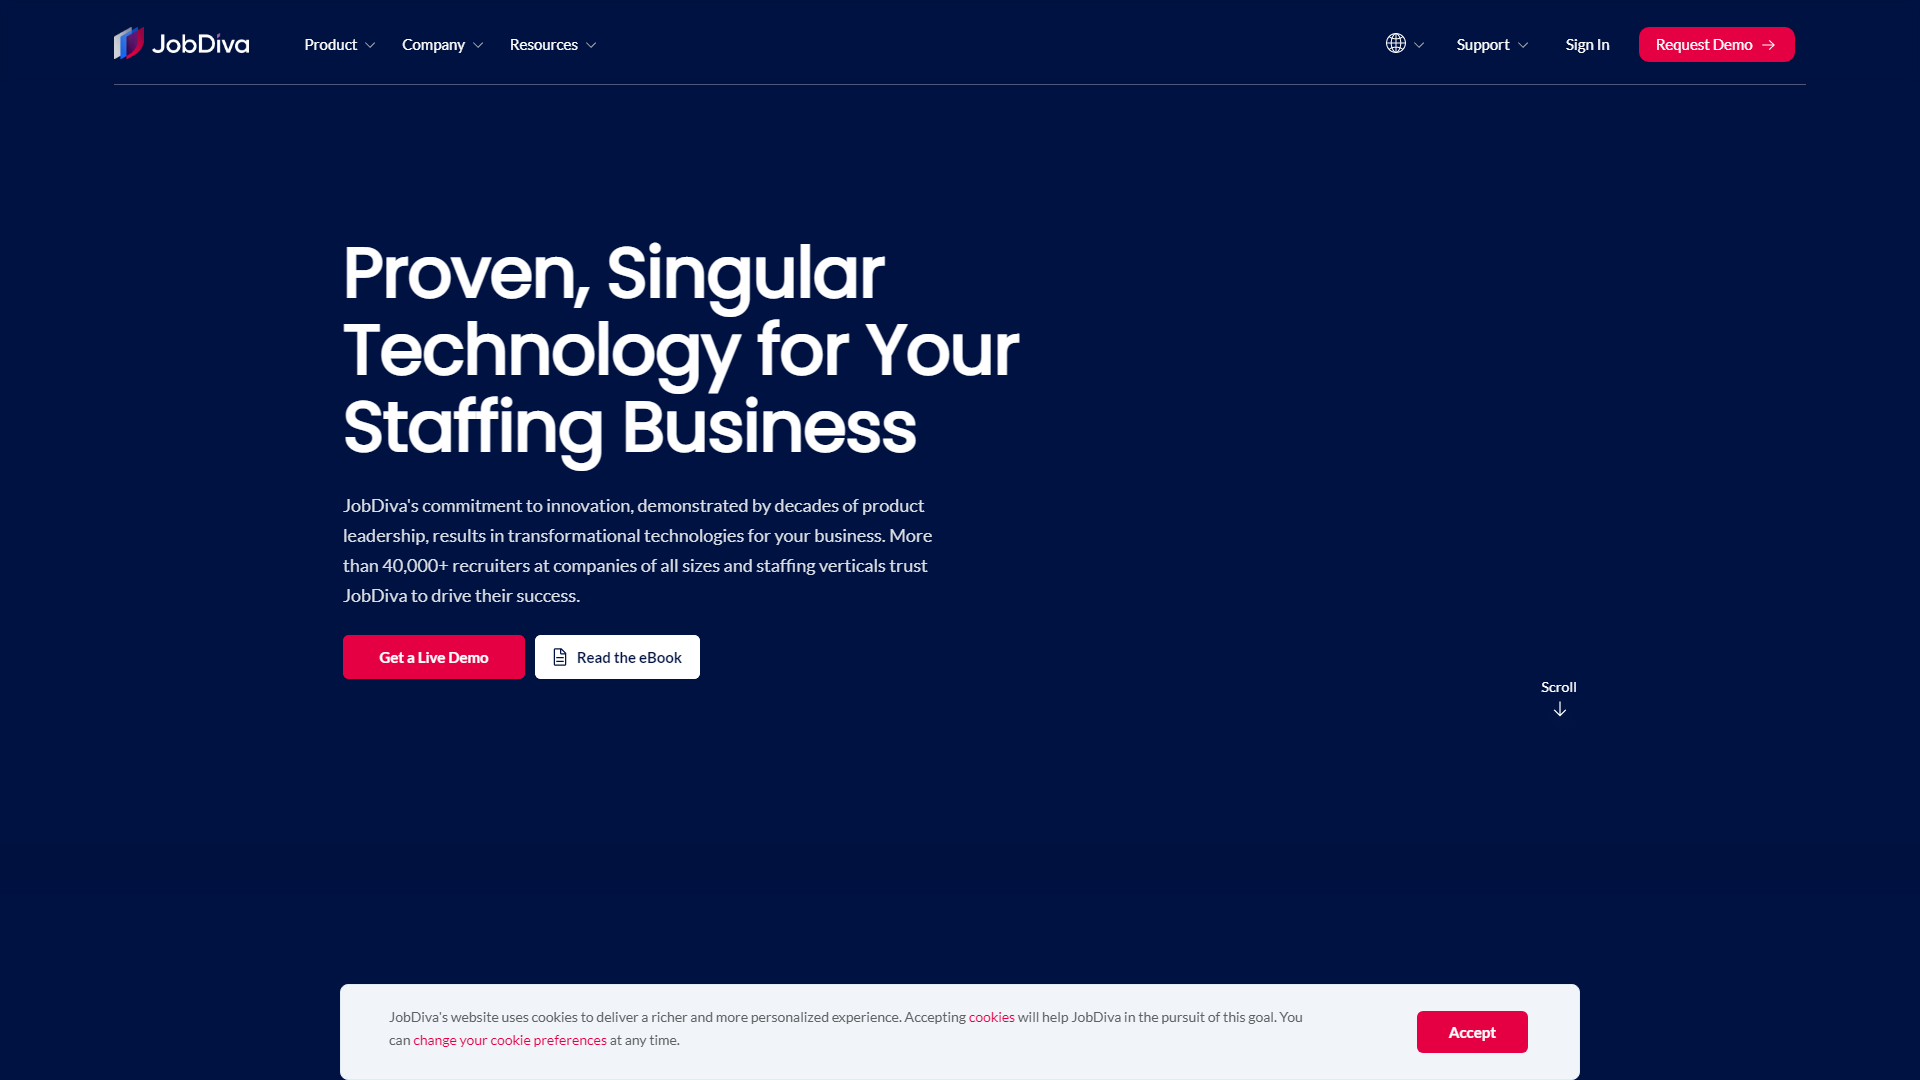 JobDiva
Product
Company
Resources
Support
Sign In
Request Demo
Proven, Singular
Technology for Your
Staffing Business
JobDiva's commitment to innovation, demonstrated by decades of product
leadership, results in transformational technologies for your business. More
than 40,000+ recruiters at companies of all sizes and staffing verticals trust
JobDiva to drive their success.
Get a Live Demo
Read the eBook
Scroll
JobDiva's website uses cookies to deliver a richer and more personalized experience. Accepting cookies will help JobDiva in the pursuit of this goal. You
can change your cookie preferences at any time.
Accept